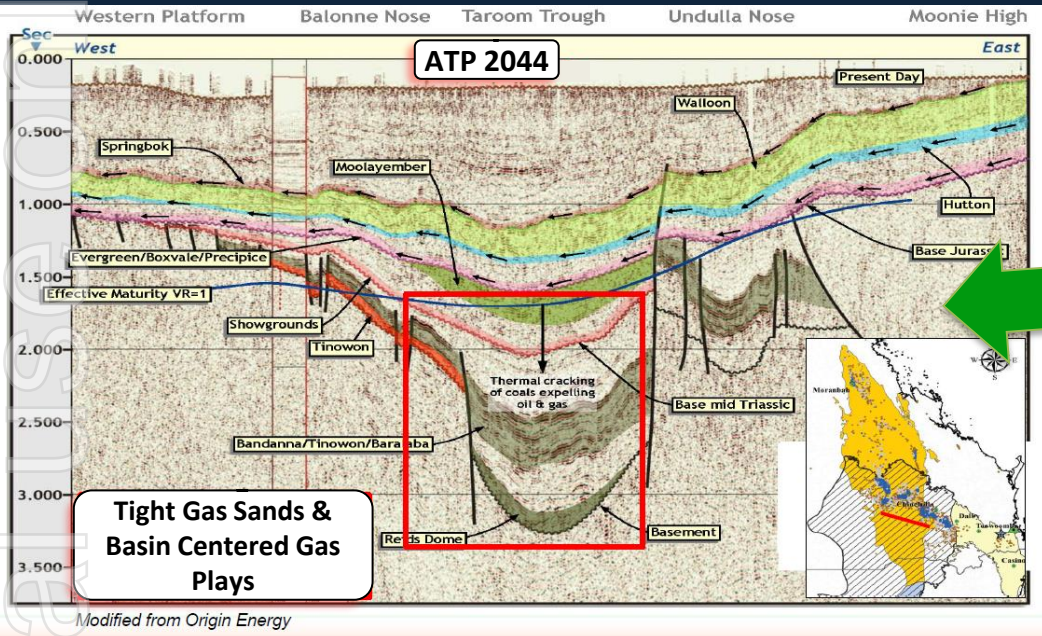 Western Platform
Balonne Nose
Taroom Trough
Undulla Nose
Moonie High
Sec
West
ATP 2044
East
0.000
Present Day
Walloon
0.500
Springbok
Moolayember
1.000
Hutton
Evergreen/Boxvale/Precipice
Base Jurassic
1.500
Effective Maturity VR=1
Showgrounds
Tinowon
2.000
Thermal cracking
of coals expelling
oil & gas
Base mid Triassic
2.500
Bandanna/Tinowon/Baralaba
3.000
Tight Gas Sands &
Basin Centered Gas
Plays
Reids Dome
Basement
3.500
W
E
S
Moranbah
Chinchilla
Casino
Modified from Origin Energy